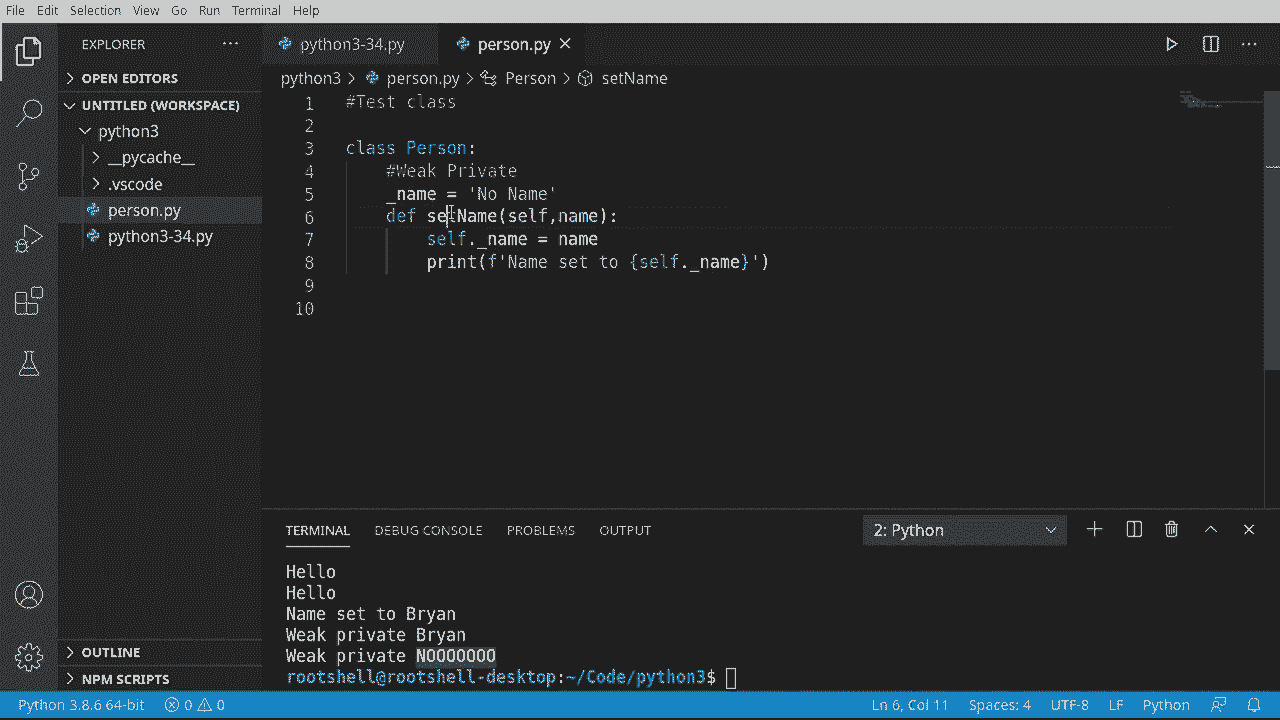 File Edit Selection View Go Run Terminal Help
EXPLORER
python3-34.py
person.py
OPEN EDITORS
UNTITLED (WORKSPACE)
python3
__pycache__
.vscode
person.py
python3-34.py
python3 > person.py > Person > setName
1 #Test class
2
3 class Person:
4 #Weak Private
5 _name = 'No Name'
6 def setName(self,name):
7 self._name = name
8 print(f'Name set to {self._name}')
9
10
TERMINAL DEBUG CONSOLE PROBLEMS OUTPUT 2: Python
Hello
Hello
Name set to Bryan
Weak private Bryan
Weak private NOOOOOOO
rootshell@rootshell-desktop:~/Code/python3$
OUTLINE
NPM SCRIPTS
Python 3.8.6 64-bit 0 0 Ln 6, Col 11 Spaces: 4 UTF-8 LF Python